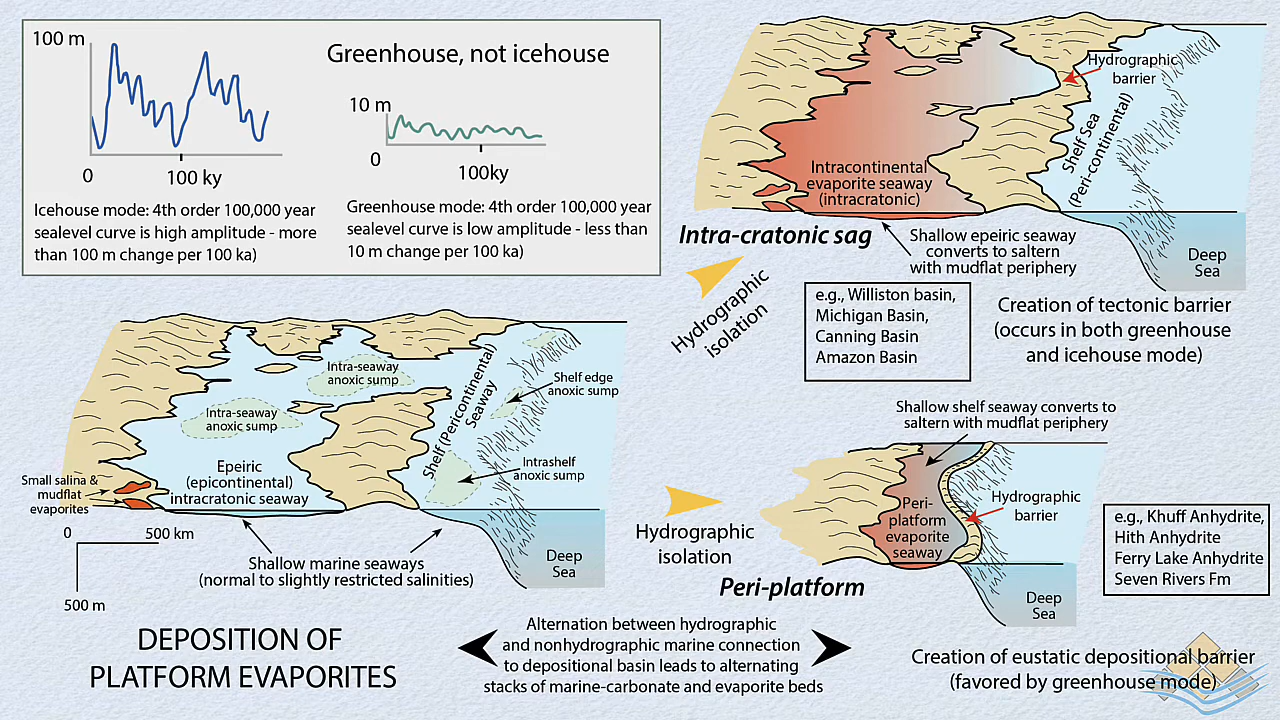 Greenhouse, not icehouse
100 m
0
100 ky
10 m
0
100ky
Icehouse mode: 4th order 100,000 year
sealevel curve is high amplitude - more
than 100 m change per 100 ka)
Greenhouse mode: 4th order 100,000 year
sealevel curve is low amplitude - less than
10 m change per 100 ka)
Hydrographic
barrier
Shelf Sea
(Peri-continental)
Intracontinental
evaporite seaway
(intracratonic)
Intra-cratonic sag
Shallow epeiric seaway
converts to saltern
with mudflat periphery
Deep
Sea
Hydrographic
isolation
e.g., Williston basin,
Michigan Basin,
Canning Basin
Amazon Basin
Creation of tectonic barrier
(occurs in both greenhouse
and icehouse mode)
Intra-seaway
anoxic sump
Intra-seaway
anoxic sump
Shelf (Pericontinental)
Seaway
Shelf edge
anoxic sump
Intrashelf
anoxic sump
Epeiric
(epicontinental)
intracratonic seaway
Small salina &
mudflat
evaporites
0
500 km
500 m
Shallow marine seaways
(normal to slightly restricted salinities)
Deep
Sea
Hydrographic
isolation
Shallow shelf seaway converts to
saltern with mudflat periphery
Peri-
platform
evaporite
seaway
Hydrographic
barrier
Deep
Sea
Peri-platform
e.g., Khuff Anhydrite,
Hith Anhydrite
Ferry Lake Anhydrite
Seven Rivers Fm
DEPOSITION OF
PLATFORM EVAPORITES
Alternation between hydrographic
and nonhydrographic marine connection
to depositional basin leads to alternating
stacks of marine-carbonate and evaporite beds
Creation of eustatic depositional barrier
(favored by greenhouse mode)